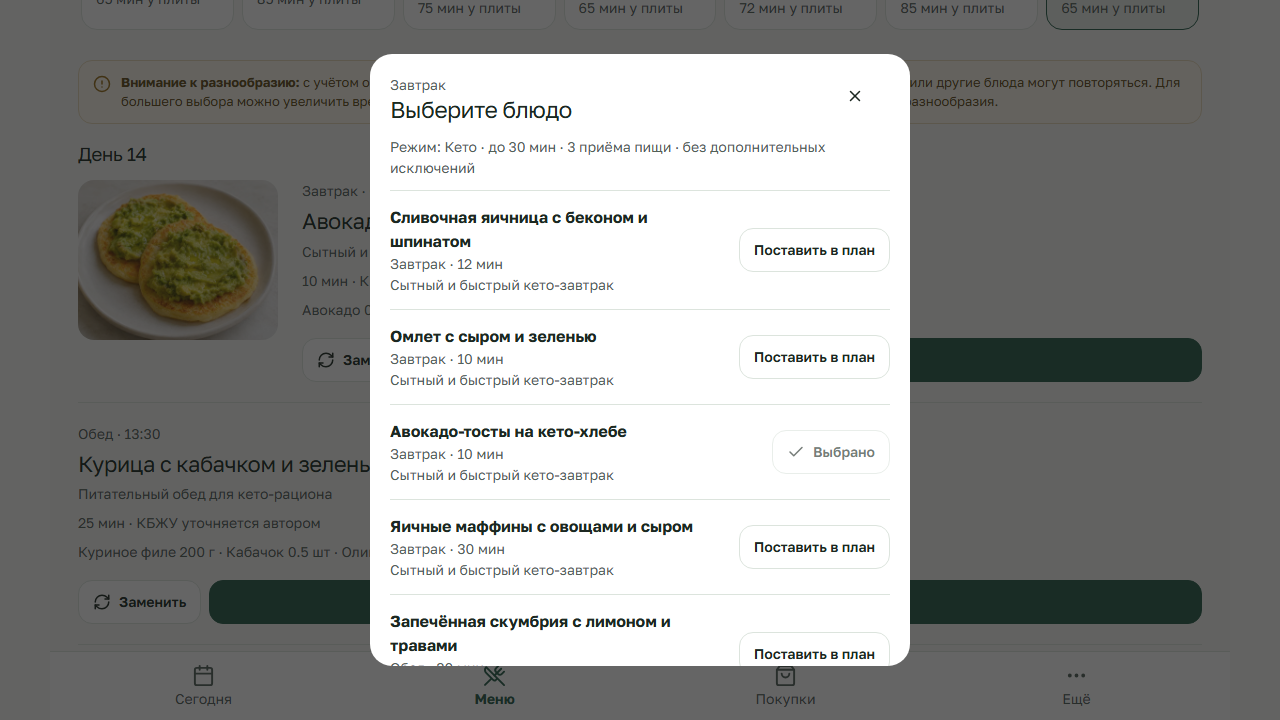 75 мин у плиты
65 мин у плиты
72 мин у плиты
85 мин у плиты
65 мин у плиты
Внимание к разнообразию: с учётом
или другие блюда могут повторяться. Для
большего выбора можно увеличить
День 14
Завтрак ·
Сытный и
10 мин ·
Авокадо
Завтрак
Выберите блюдо
Режим: Кето · до 30 мин · 3 приёма пищи · без дополнительных
исключений
Сливочная яичница с беконом и
шпинатом
Завтрак · 12 мин
Сытный и быстрый кето-завтрак
Поставить в план
Омлет с сыром и зеленью
Завтрак · 10 мин
Сытный и быстрый кето-завтрак
Поставить в план
Авокадо-тосты на кето-хлебе
Завтрак · 10 мин
Сытный и быстрый кето-завтрак
Выбрано
Яичные маффины с овощами и сыром
Завтрак · 30 мин
Сытный и быстрый кето-завтрак
Поставить в план
Запечённая скумбрия с лимоном и
травами
Поставить в план
Обед · 13:30
Курица с кабачком и
Питательный обед для кето-рациона
25 мин · КБЖУ уточняется автором
Куриное филе 200 г · Кабачок 0.5 шт ·
Заменить
Сегодня
Меню
Покупки
Ещё